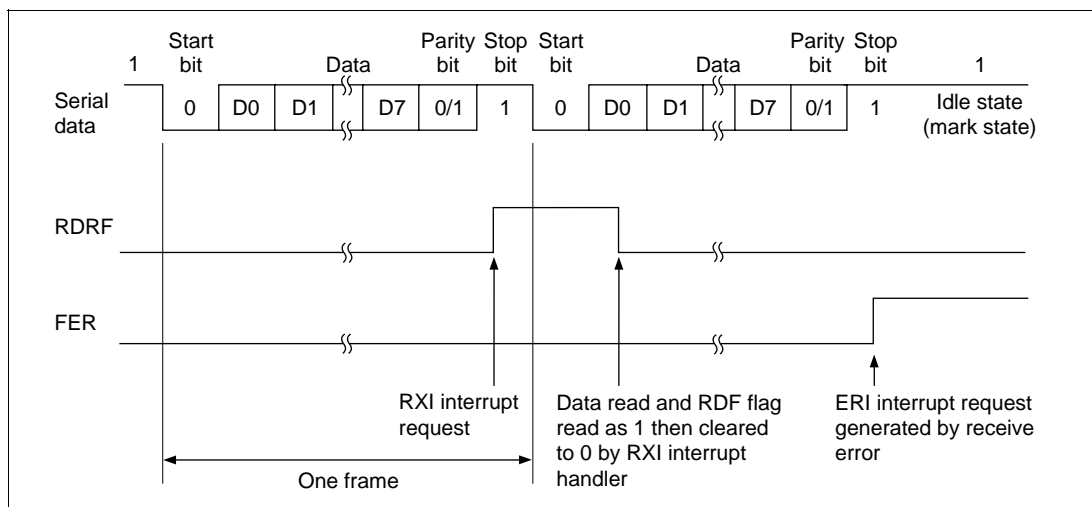 Start bit Data Parity bit Stop bit Start bit Data Parity bit Stop bit
1 1
Serial data 0 D0 D1 D7 0/1 1 0 D0 D1 D7 0/1 1 Idle state (mark state)
RDRF
FER
RXI interrupt
request
Data read and RDF flag
read as 1 then cleared
to 0 by RXI interrupt
handler
ERI interrupt request
generated by receive
error
One frame